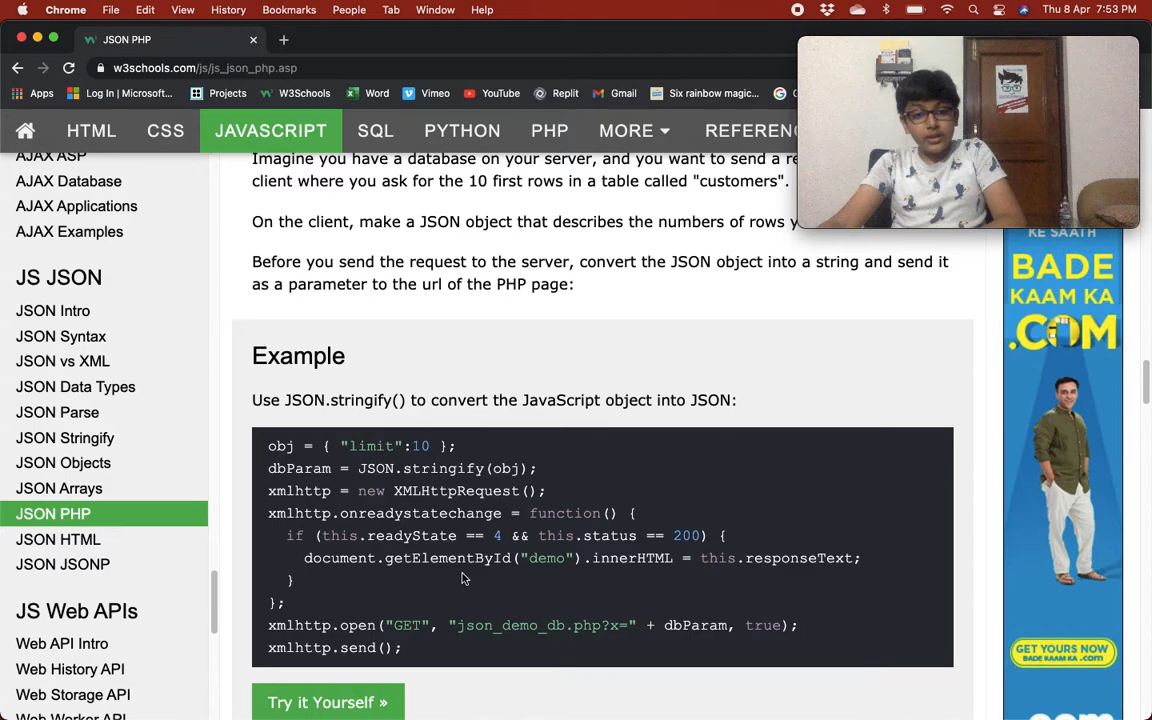 Chrome File Edit View History Bookmarks People Tab Window Help Thu 8 Apr 7:53 PM
JSON PHP
w3schools.com/js/js_json_php.asp
Apps Log In | Microsoft... Projects W3Schools Word Vimeo YouTube Replit Gmail Six rainbow magic...
HTML CSS JAVASCRIPT SQL PYTHON PHP MORE REFERENC
AJAX ASP
AJAX Database
AJAX Applications
AJAX Examples
JS JSON
JSON Intro
JSON Syntax
JSON vs XML
JSON Data Types
JSON Parse
JSON Stringify
JSON Objects
JSON Arrays
JSON PHP
JSON HTML
JSON JSONP
JS Web APIs
Web API Intro
Web History API
Web Storage API
Web Worker API
Imagine you have a database on your server, and you want to send a re
client where you ask for the 10 first rows in a table called "customers".
On the client, make a JSON object that describes the numbers of rows y
Before you send the request to the server, convert the JSON object into a string and send it
as a parameter to the url of the PHP page:
Example
Use JSON.stringify() to convert the JavaScript object into JSON:
obj = { "limit":10 };
dbParam = JSON.stringify(obj);
xmlhttp = new XMLHttpRequest();
xmlhttp.onreadystatechange = function() {
if (this.readyState == 4 && this.status == 200) {
document.getElementById("demo").innerHTML = this.responseText;
}
};
xmlhttp.open("GET", "json_demo_db.php?x=" + dbParam, true);
xmlhttp.send();
Try it Yourself »
KE SAATH
BADE
KAAM KA
.COM
GET YOURS NOW
BADE KAAM KA .com